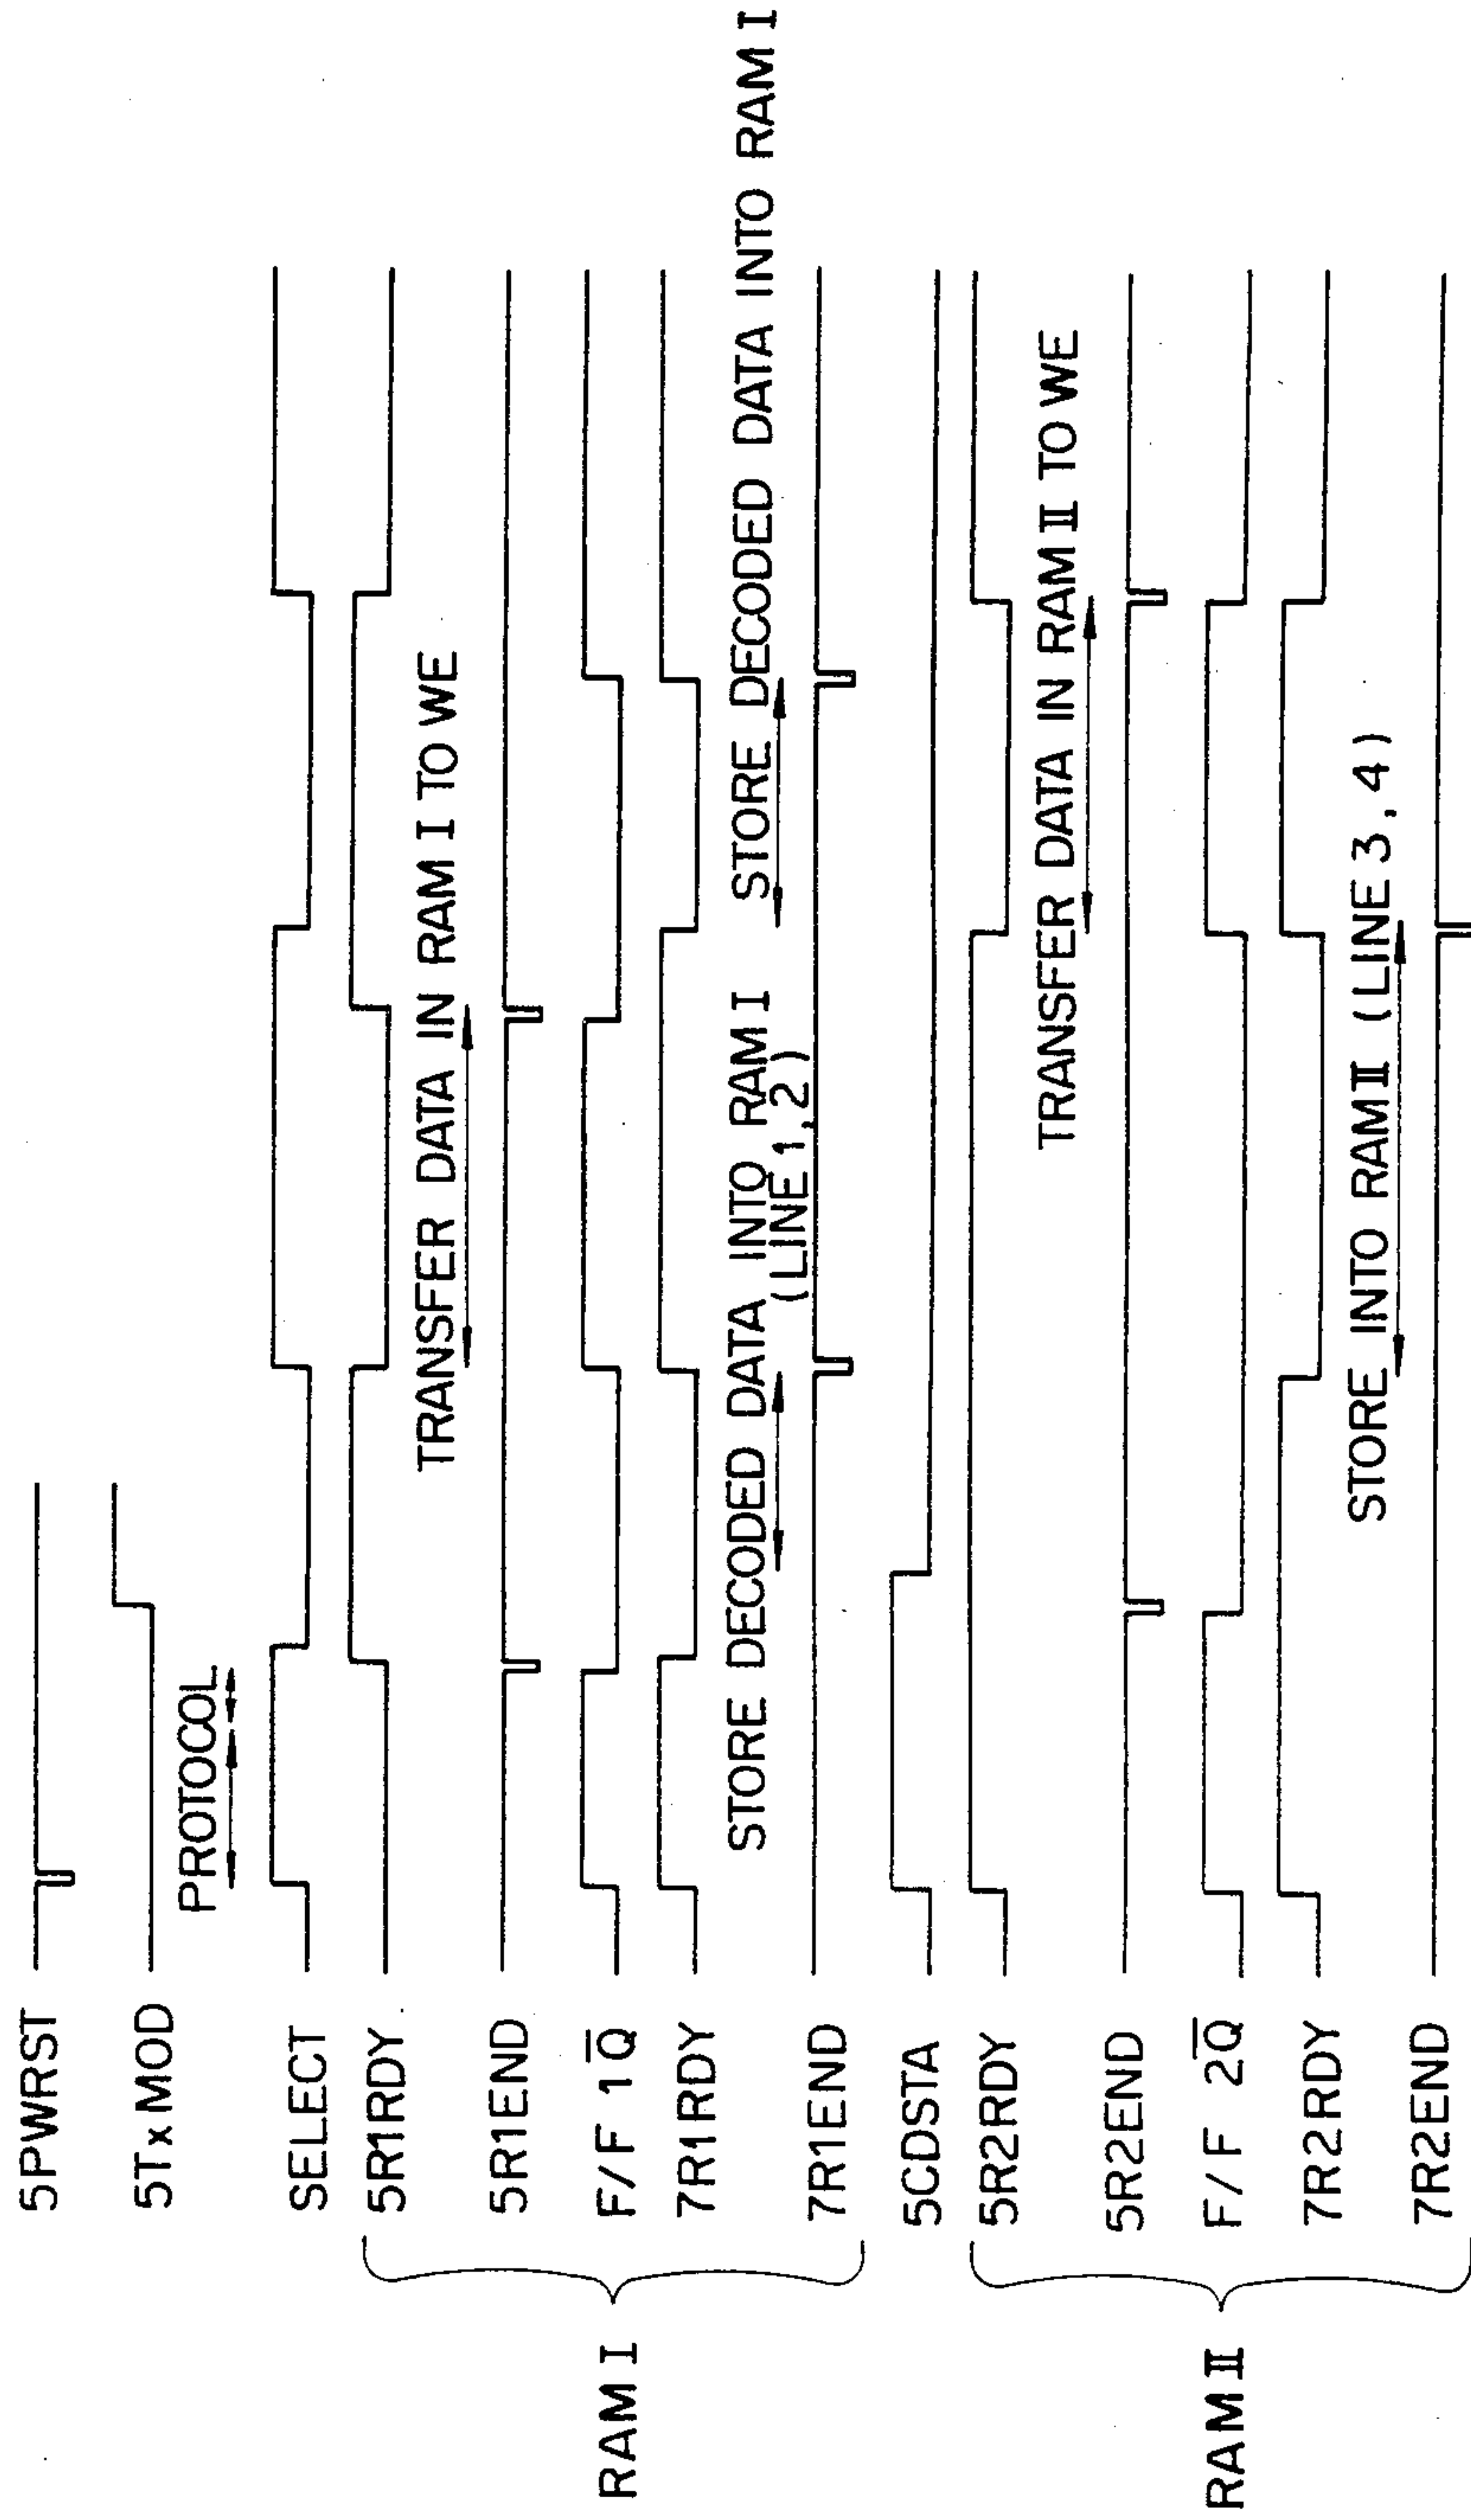 5PWRST
5TxMOD
PROTOCOL
SELECT
5R1RDY
TRANSFER DATA IN RAM I TO WE
5R1END
F/F 1Q̅
7R1RDY
STORE DECODED DATA INTO RAM I
(LINE 1,2)
STORE DECODED DATA INTO RAM I
7R1END
RAM I
5CDSTA
5R2RDY
TRANSFER DATA IN RAM II TO WE
5R2END
F/F 2Q̅
7R2RDY
STORE INTO RAM II (LINE 3,4)
7R2END
RAM II